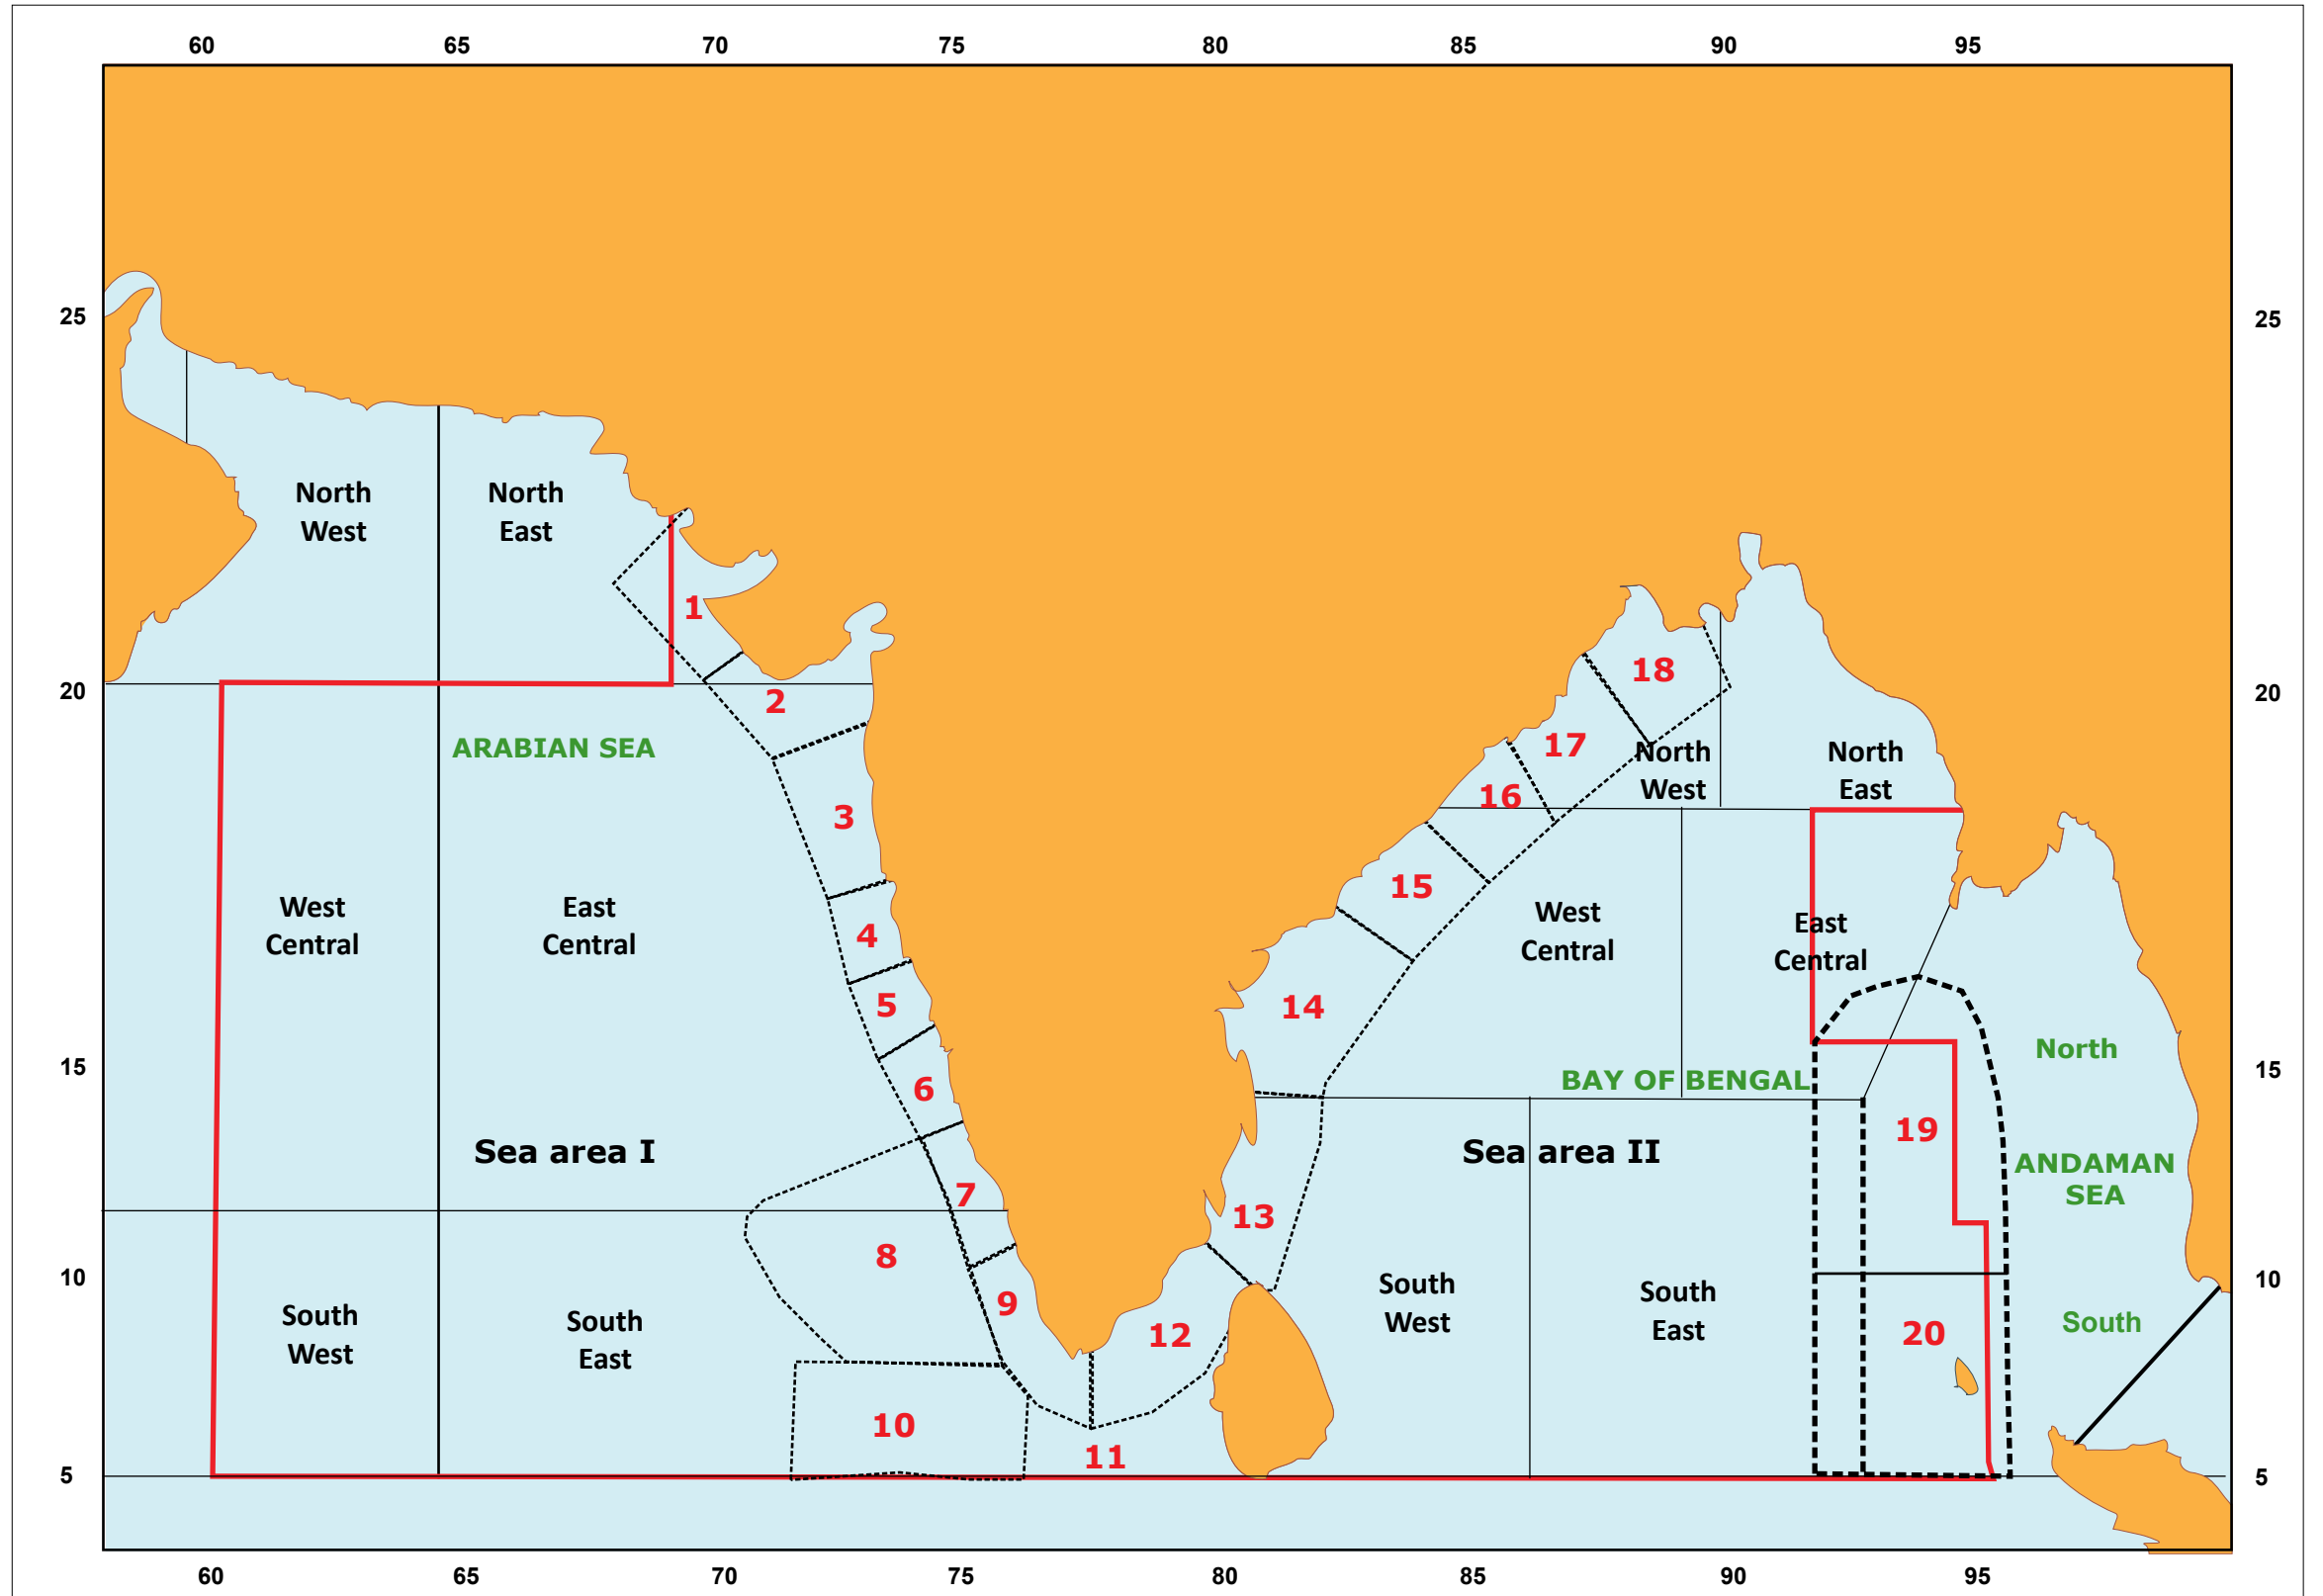 60 65 70 75 80 85 90 95
25 25
North
West
North
East
1
18
20 20
2
17
North
West
North
East
ARABIAN SEA
16
3
15
West
Central
East
Central
4
West
Central
East
Central
5
14
15 15
6
North
BAY OF BENGAL
19
Sea area I
Sea area II
ANDAMAN
SEA
7
13
8
10 10
9
South
West
South
East
South
West
South
East
12
20
South
10
11
5 5
60 65 70 75 80 85 90 95